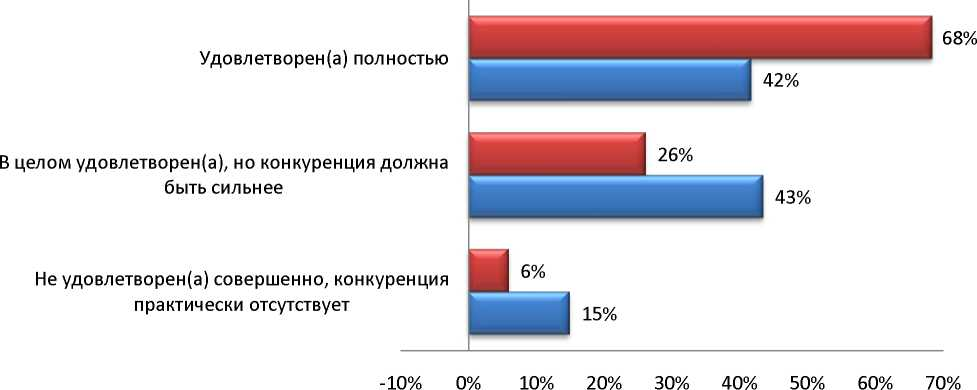 68%
Удовлетворен(а) полностью
42%
26%
В целом удовлетворен(а), но конкуренция должна
быть сильнее
43%
6%
Не удовлетворен(а) совершенно, конкуренция
практически отсутствует
15%
-10% 0% 10% 20% 30% 40% 50% 60% 70%